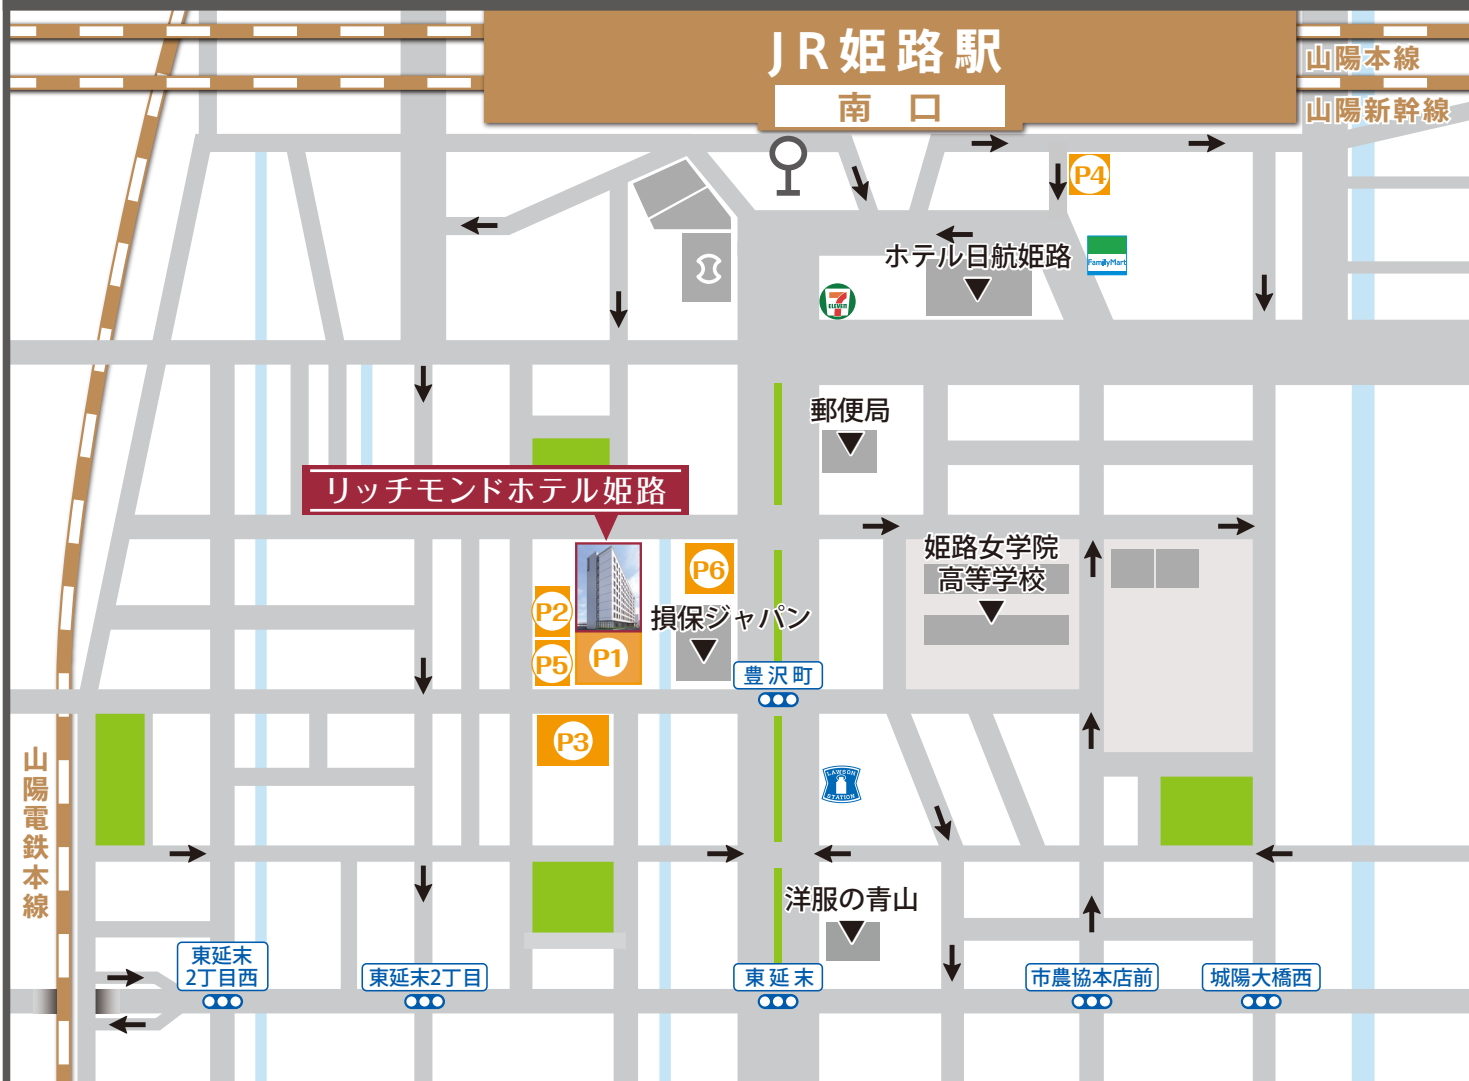 JR姫路駅
南口
山陽本線
山陽新幹線
P4
ホテル日航姫路
FamilyMart
7
ELEVEN
郵便局
リッチモンドホテル姫路
姫路女学院
高等学校
P6
P2
損保ジャパン
P1
P5
豊沢町
P3
山陽電鉄本線
LAWSON
STATION
洋服の青山
東延末
2丁目西
東延末2丁目
東延末
市農協本店前
城陽大橋西